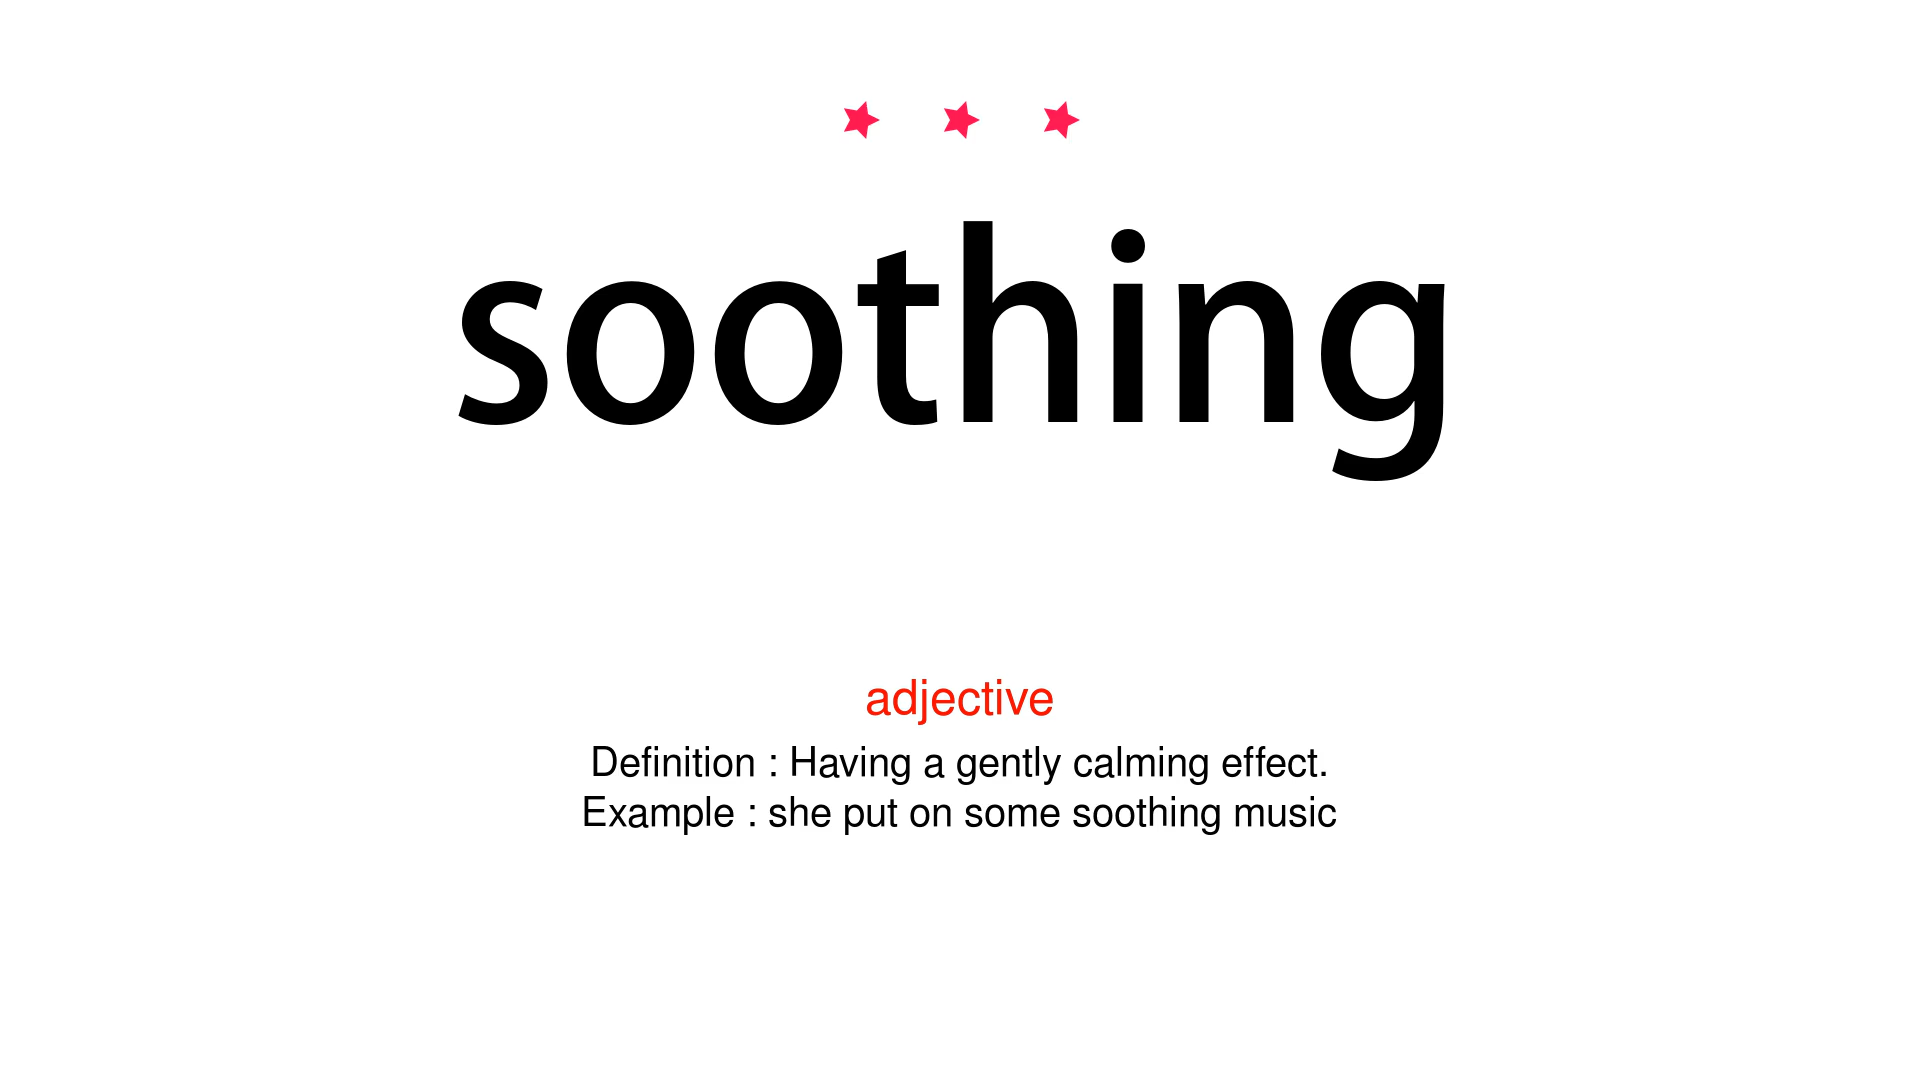 soothing
adjective
Definition : Having a gently calming effect.
Example : she put on some soothing music